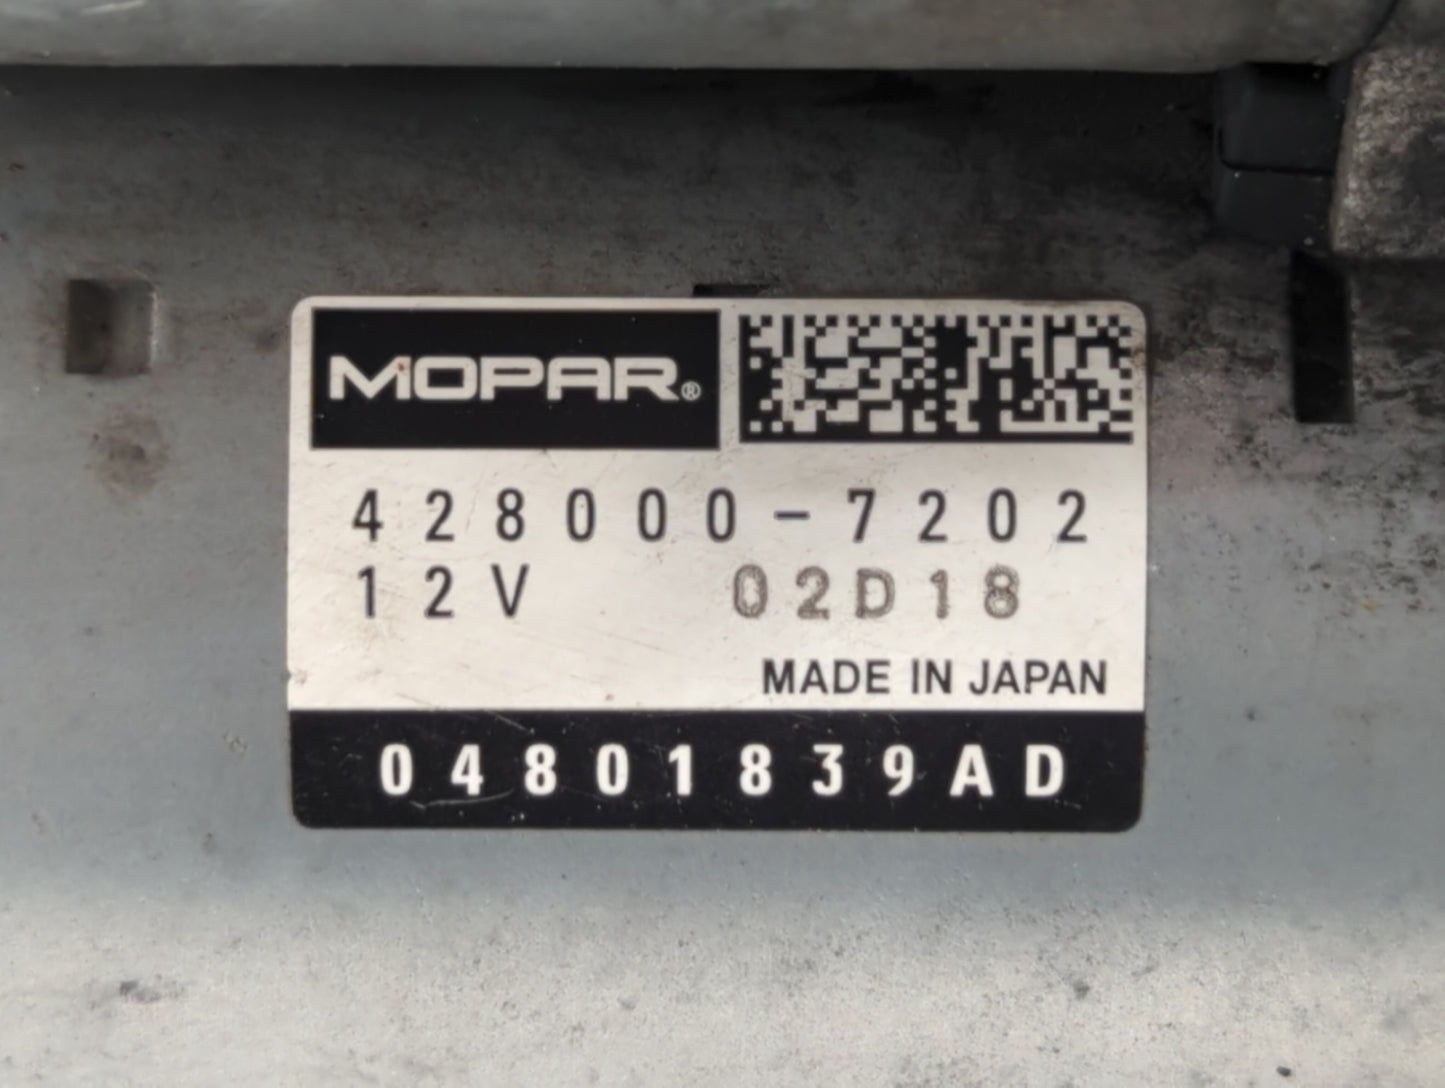 MOPAR®
428000-7202
12V 02D18
MADE IN JAPAN
04801839AD